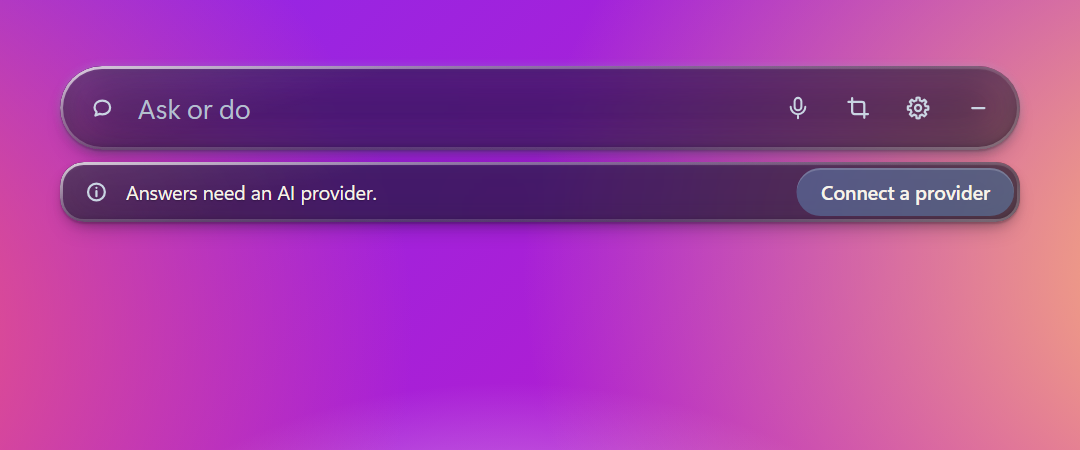 Ask or do
Answers need an AI provider.
Connect a provider